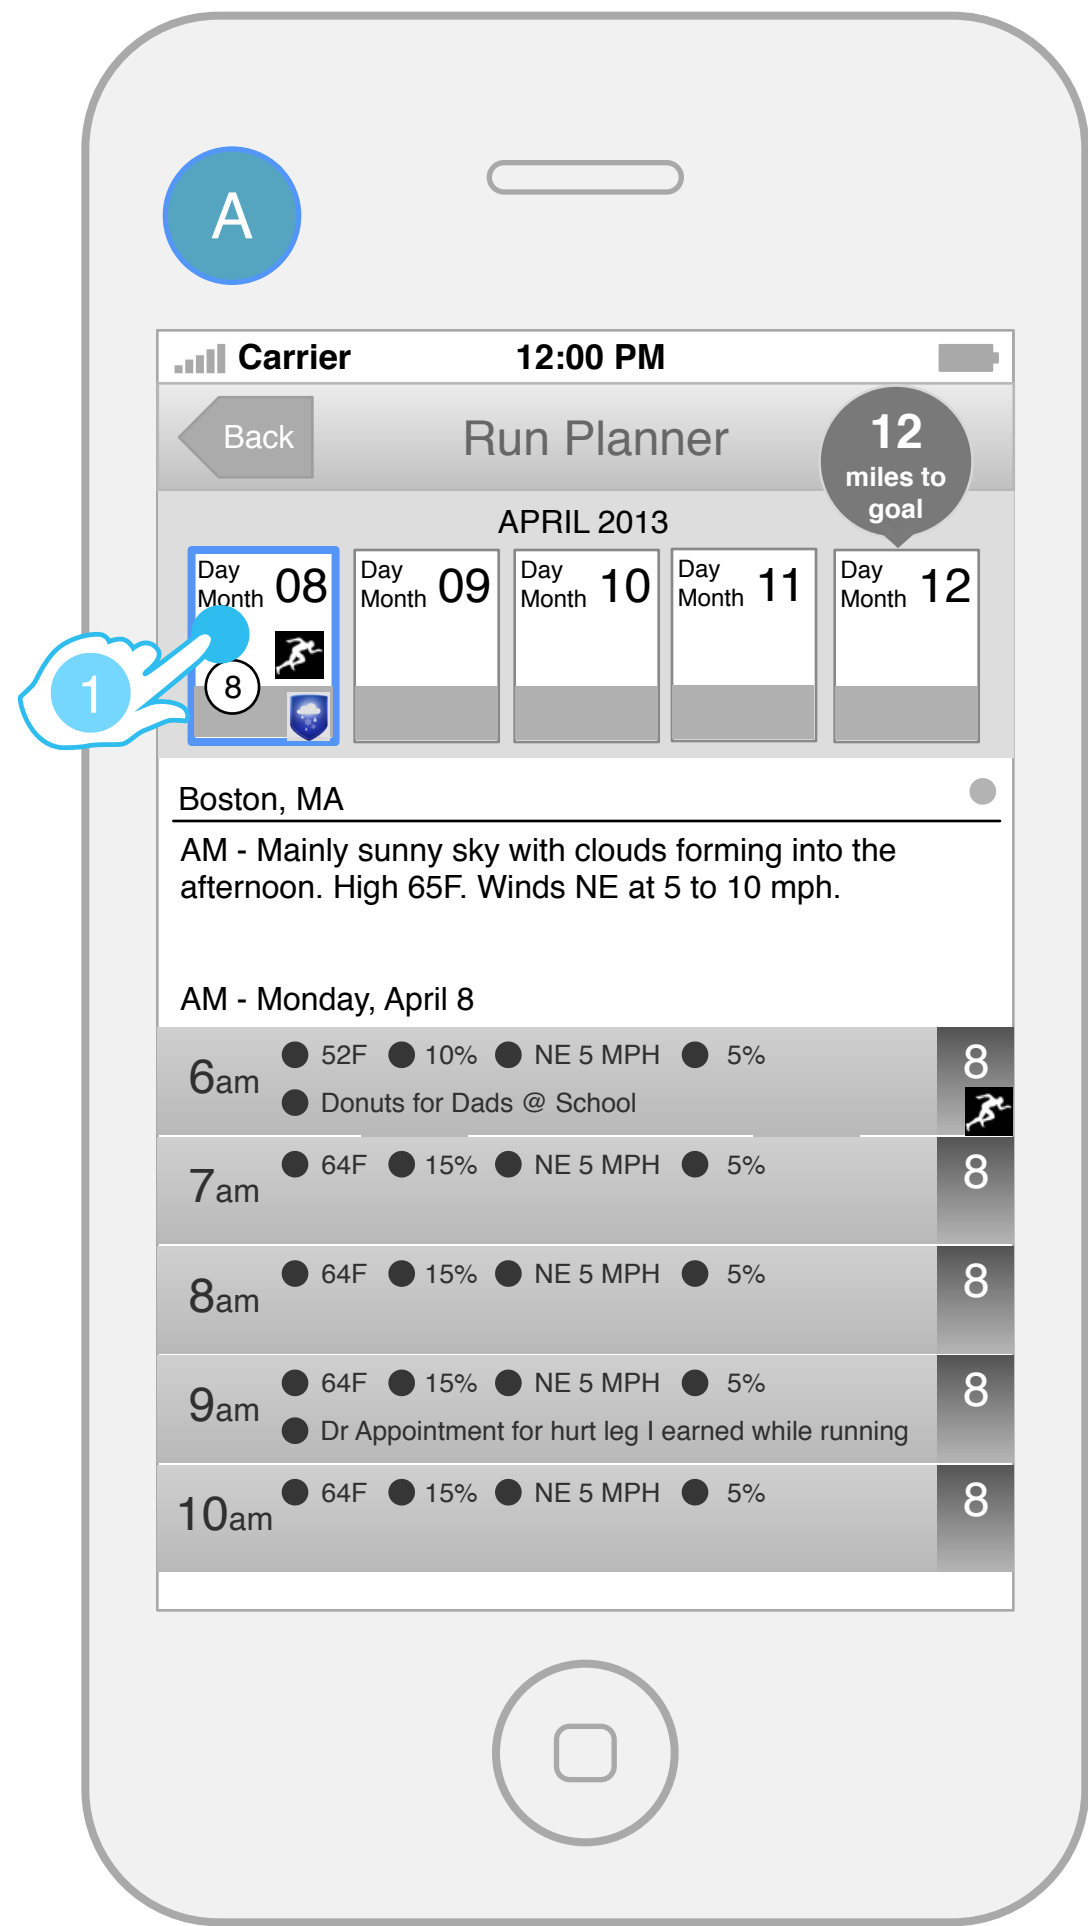 A
Carrier 12:00 PM
Back Run Planner
12
miles to
goal
APRIL 2013
Day
Month 08
Day
Month 09
Day
Month 10
Day
Month 11
Day
Month 12
1
8
Boston, MA
AM - Mainly sunny sky with clouds forming into the
afternoon. High 65F. Winds NE at 5 to 10 mph.
AM - Monday, April 8
6am 52F 10% NE 5 MPH 5% 8
Donuts for Dads @ School
7am 64F 15% NE 5 MPH 5% 8
8am 64F 15% NE 5 MPH 5% 8
9am 64F 15% NE 5 MPH 5% 8
Dr Appointment for hurt leg I earned while running
10am 64F 15% NE 5 MPH 5% 8